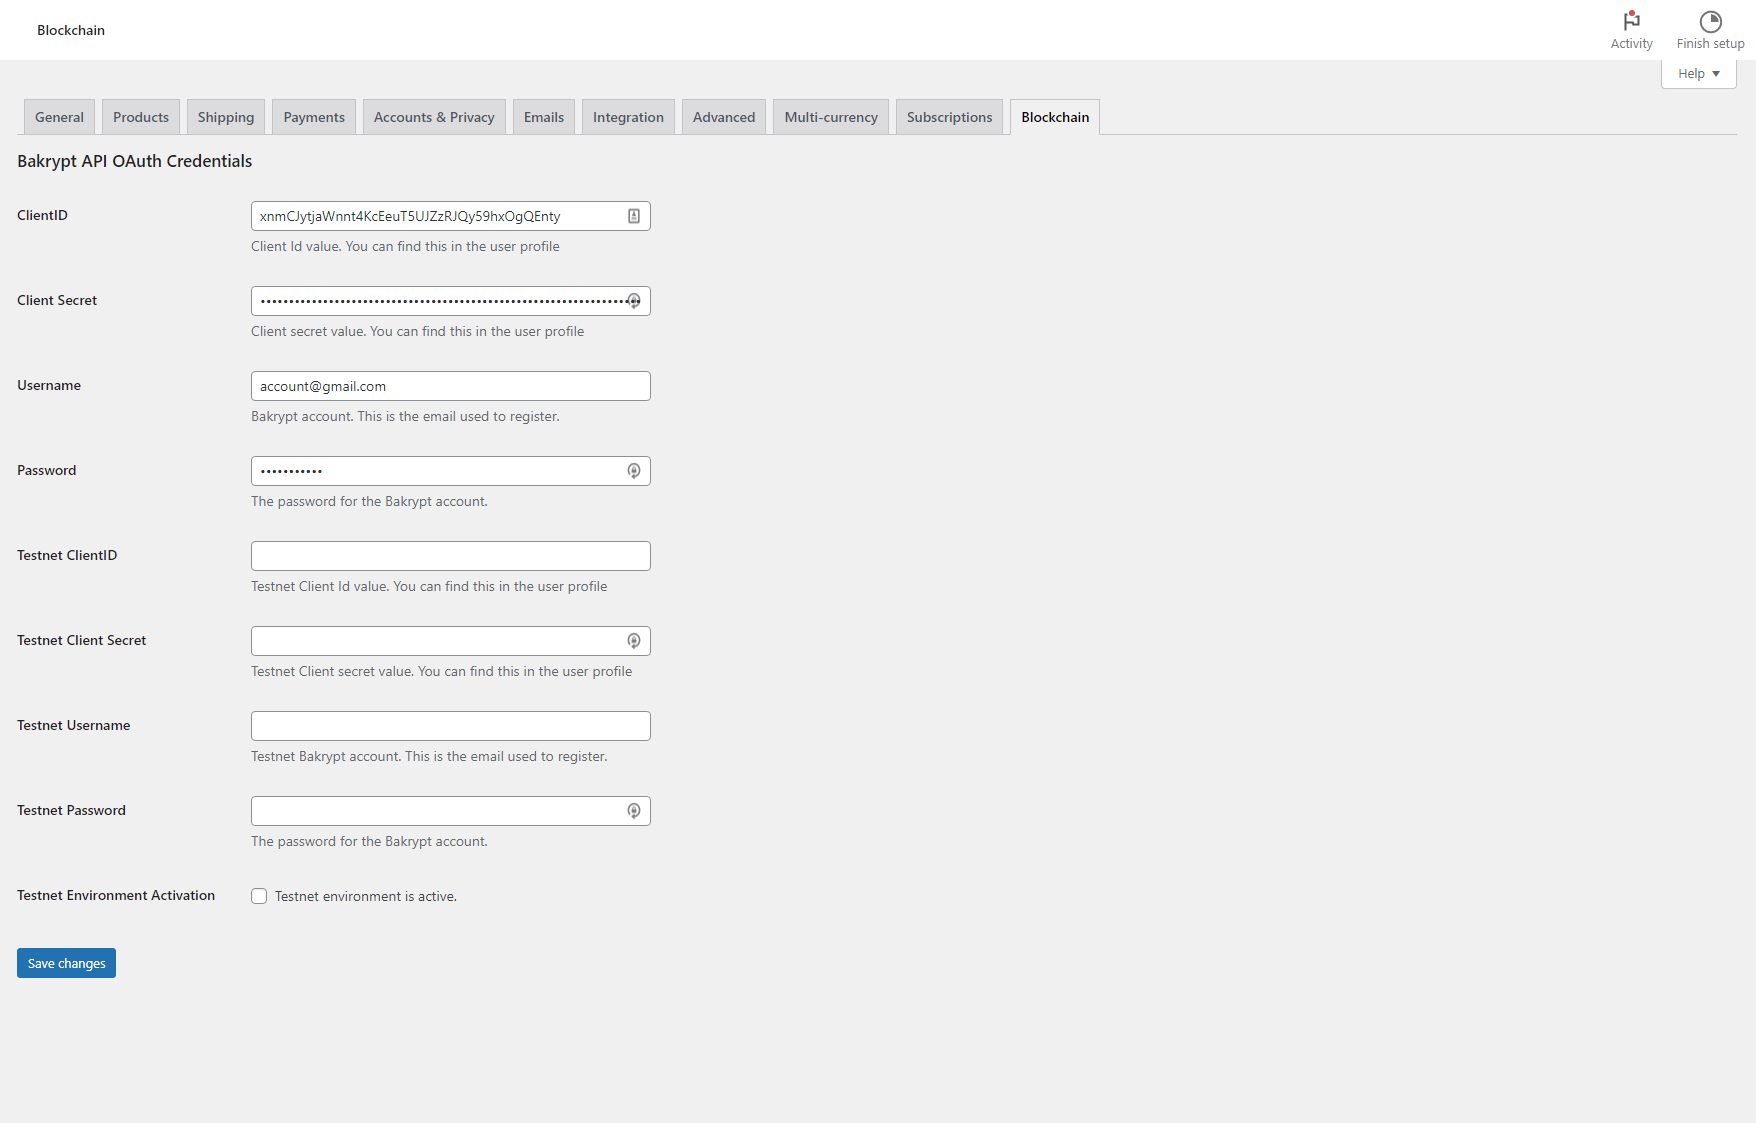 Blockchain
Activity
Finish setup
Help
General Products Shipping Payments Accounts & Privacy Emails Integration Advanced Multi-currency Subscriptions Blockchain
Bakrypt API OAuth Credentials
ClientID
xnmCJytjaWnnt4KcEeuT5UJZzRJQy59hxOgQEnty
Client Id value. You can find this in the user profile
Client Secret
Client secret value. You can find this in the user profile
Username
account@gmail.com
Bakrypt account. This is the email used to register.
Password
The password for the Bakrypt account.
Testnet ClientID
Testnet Client Id value. You can find this in the user profile
Testnet Client Secret
Testnet Client secret value. You can find this in the user profile
Testnet Username
Testnet Bakrypt account. This is the email used to register.
Testnet Password
The password for the Bakrypt account.
Testnet Environment Activation
Testnet environment is active.
Save changes